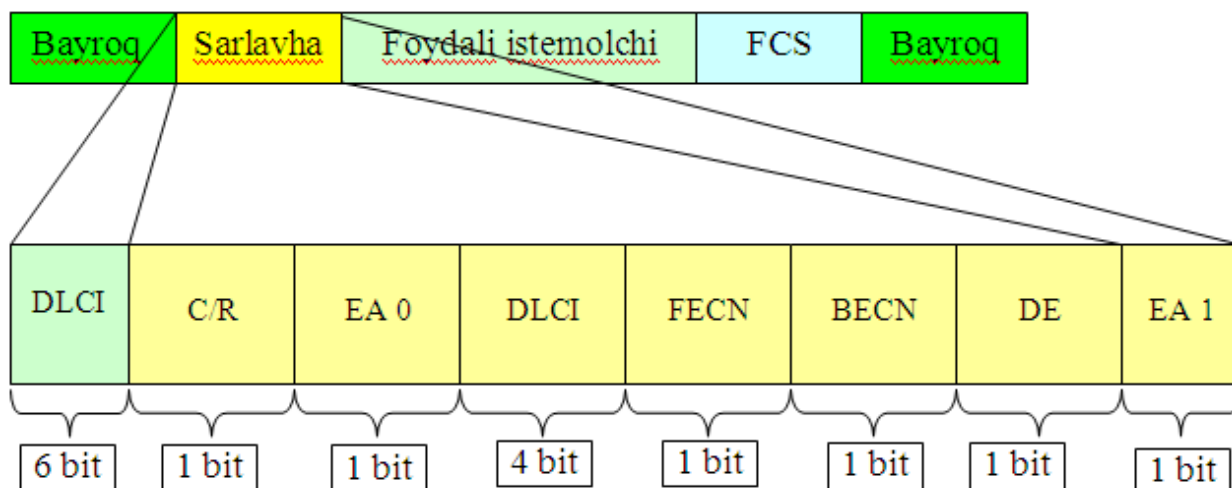 Bayroq Sarlavha Foydali istemolchi FCS Bayroq
DLCI C/R EA 0 DLCI FECN BECN DE EA 1
6 bit 1 bit 1 bit 4 bit 1 bit 1 bit 1 bit 1 bit